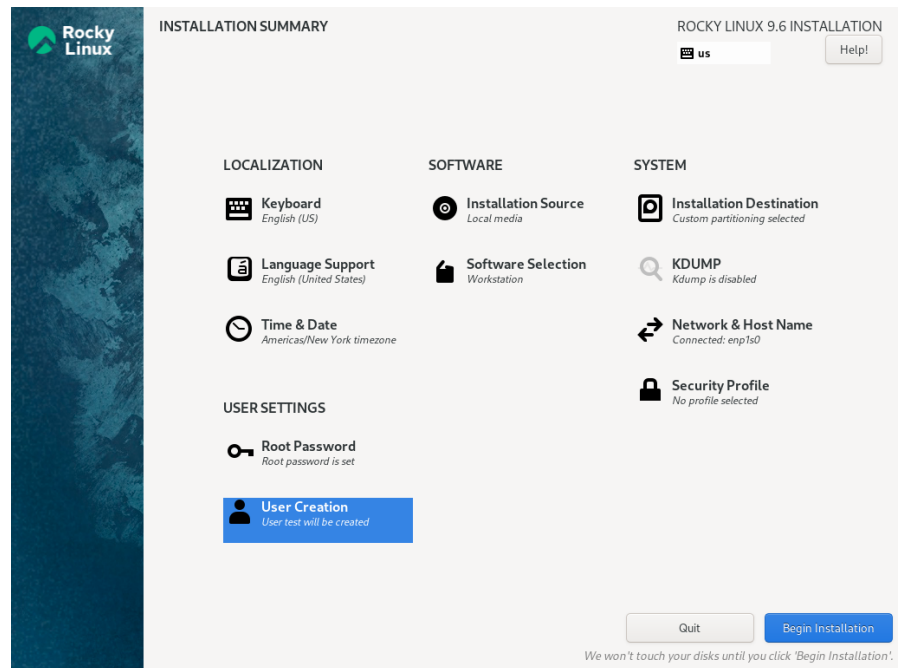 Rocky
Linux
INSTALLATION SUMMARY
ROCKY LINUX 9.6 INSTALLATION
us
Help!
LOCALIZATION
Keyboard
English (US)
Language Support
English (United States)
Time & Date
Americas/New York timezone
USER SETTINGS
Root Password
Root password is set
User Creation
User test will be created
SOFTWARE
Installation Source
Local media
Software Selection
Workstation
SYSTEM
Installation Destination
Custom partitioning selected
KDUMP
Kdump is disabled
Network & Host Name
Connected: enp1s0
Security Profile
No profile selected
Quit
Begin Installation
We won't touch your disks until you click 'Begin Installation'.